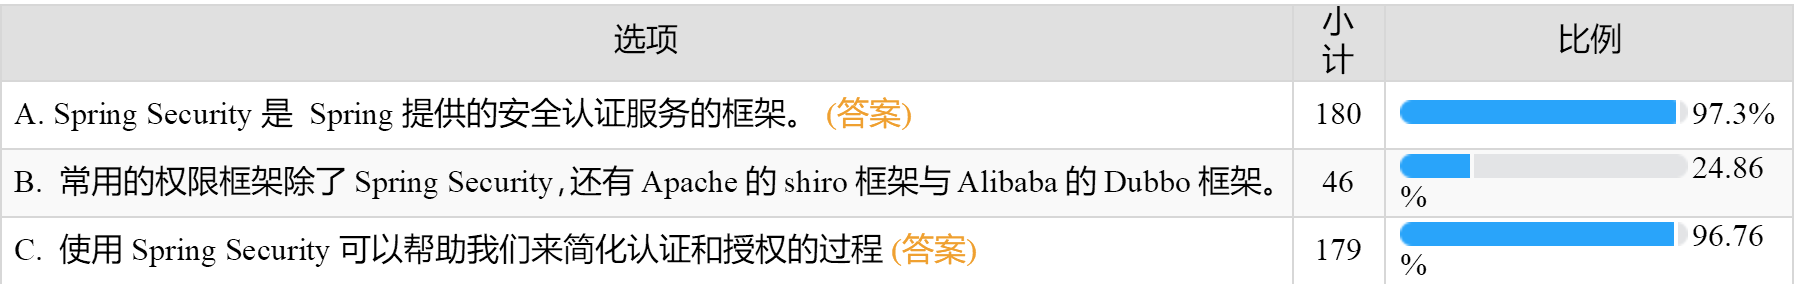 选项 小计 比例
A. Spring Security 是 Spring 提供的安全认证服务的框架。 (答案) 180 97.3%
B. 常用的权限框架除了 Spring Security,还有 Apache 的 shiro 框架与 Alibaba 的 Dubbo 框架。 46 24.86%
C. 使用 Spring Security 可以帮助我们来简化认证和授权的过程 (答案) 179 96.76%